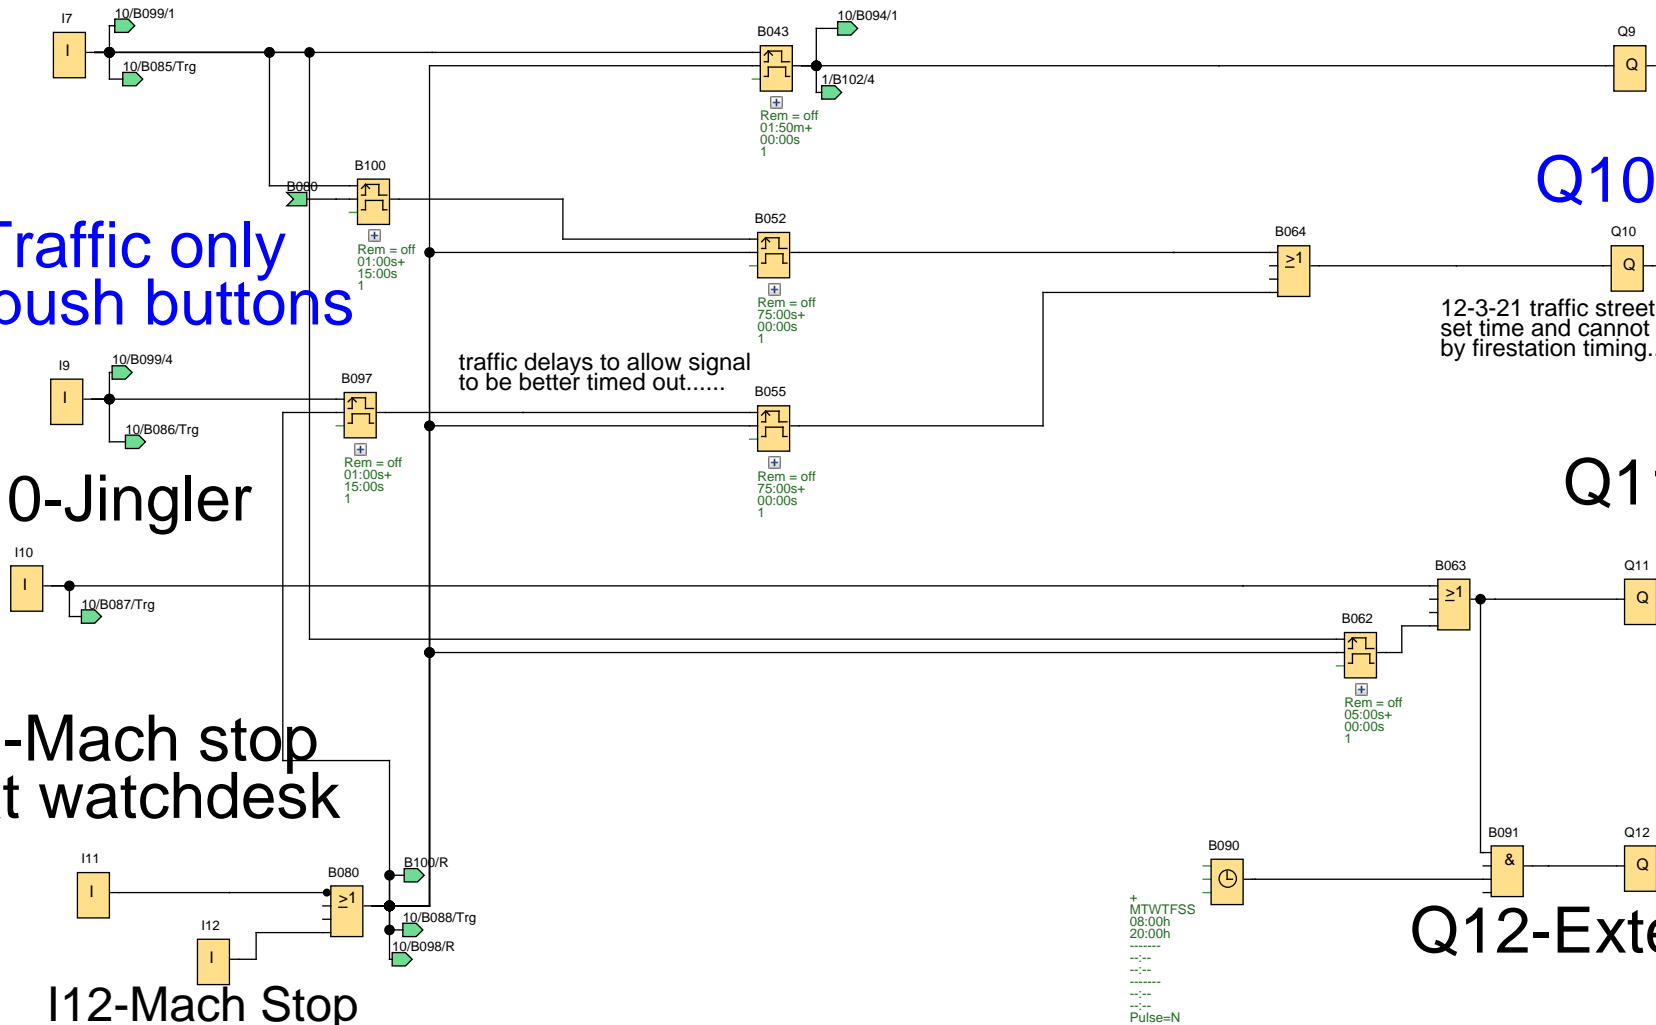 I7
10/B099/1
I
10/B085/Trg
B043
10/B094/1
1/B102/4
Rem = off
01:50m+
00:00s
1
Q9
Q
B100
B080
Rem = off
01:00s+
15:00s
1
Q10
Traffic only
push buttons
B052
Rem = off
75:00s+
00:00s
1
B064
≥1
Q10
Q
12-3-21 traffic street
set time and cannot
by firestation timing..
traffic delays to allow signal
to be better timed out......
I9
10/B099/4
I
10/B086/Trg
B097
Rem = off
01:00s+
15:00s
1
B055
Rem = off
75:00s+
00:00s
1
0-Jingler
Q11
I10
I
10/B087/Trg
B063
≥1
Q11
Q
B062
Rem = off
05:00s+
00:00s
1
-Mach stop
t watchdesk
I11
I
B080
≥1
B100/R
10/B088/Trg
10/B098/R
I12
I
I12-Mach Stop
B090
+
MTWTFSS
08:00h
20:00h
-------
--:--
--:--
-------
--:--
--:--
Pulse=N
B091
&
Q12
Q
Q12-Exte